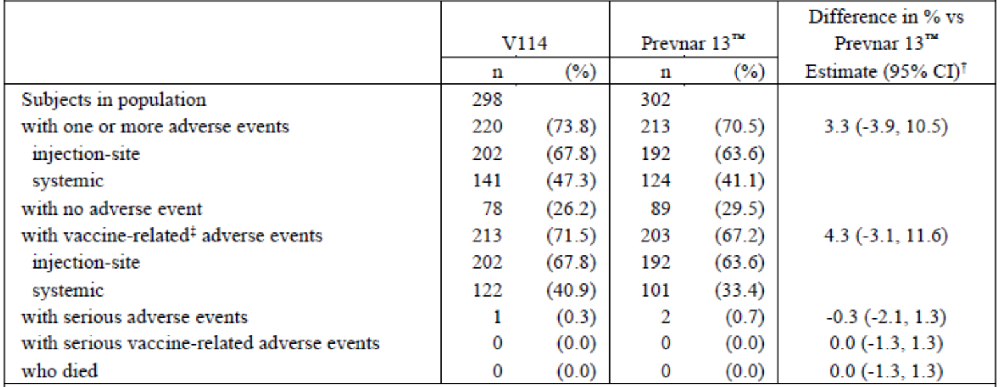 Difference in % vs
V114 Prevnar 13™ Prevnar 13™
n (%) n (%) Estimate (95% CI)†
Subjects in population 298 302
with one or more adverse events 220 (73.8) 213 (70.5) 3.3 (-3.9, 10.5)
injection-site 202 (67.8) 192 (63.6)
systemic 141 (47.3) 124 (41.1)
with no adverse event 78 (26.2) 89 (29.5)
with vaccine-related‡ adverse events 213 (71.5) 203 (67.2) 4.3 (-3.1, 11.6)
injection-site 202 (67.8) 192 (63.6)
systemic 122 (40.9) 101 (33.4)
with serious adverse events 1 (0.3) 2 (0.7) -0.3 (-2.1, 1.3)
with serious vaccine-related adverse events 0 (0.0) 0 (0.0) 0.0 (-1.3, 1.3)
who died 0 (0.0) 0 (0.0) 0.0 (-1.3, 1.3)